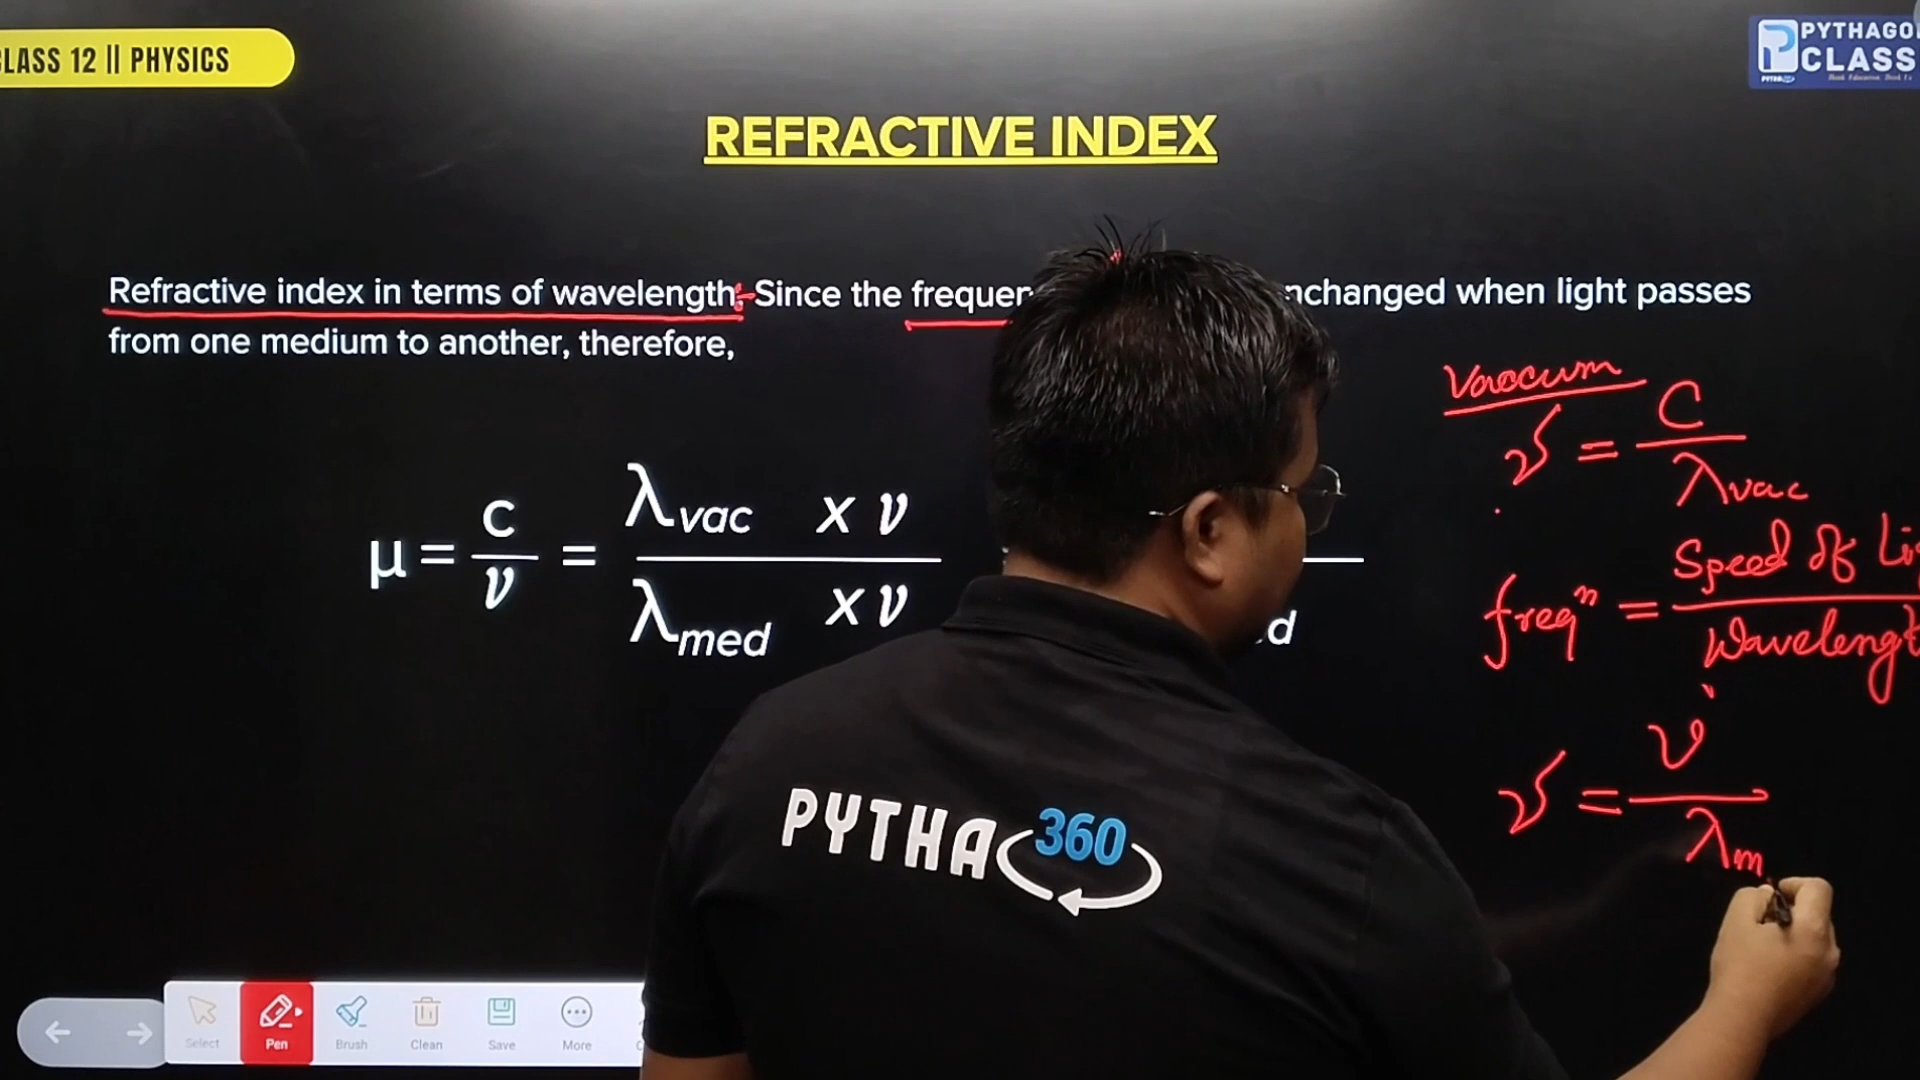 LASS 12 || PHYSICS
PYTHAGO
CLASS
REFRACTIVE INDEX
Refractive index in terms of wavelength:- Since the frequen nchanged when light passes
from one medium to another, therefore,
Vaccum
ν = C / λvac
μ = c / ν = λvac x ν / λmed x ν
d
Speed of Li
freqⁿ = 
Wavelengt
ν = v / λm
PYTHA 360
Select Pen Brush Clean Save More